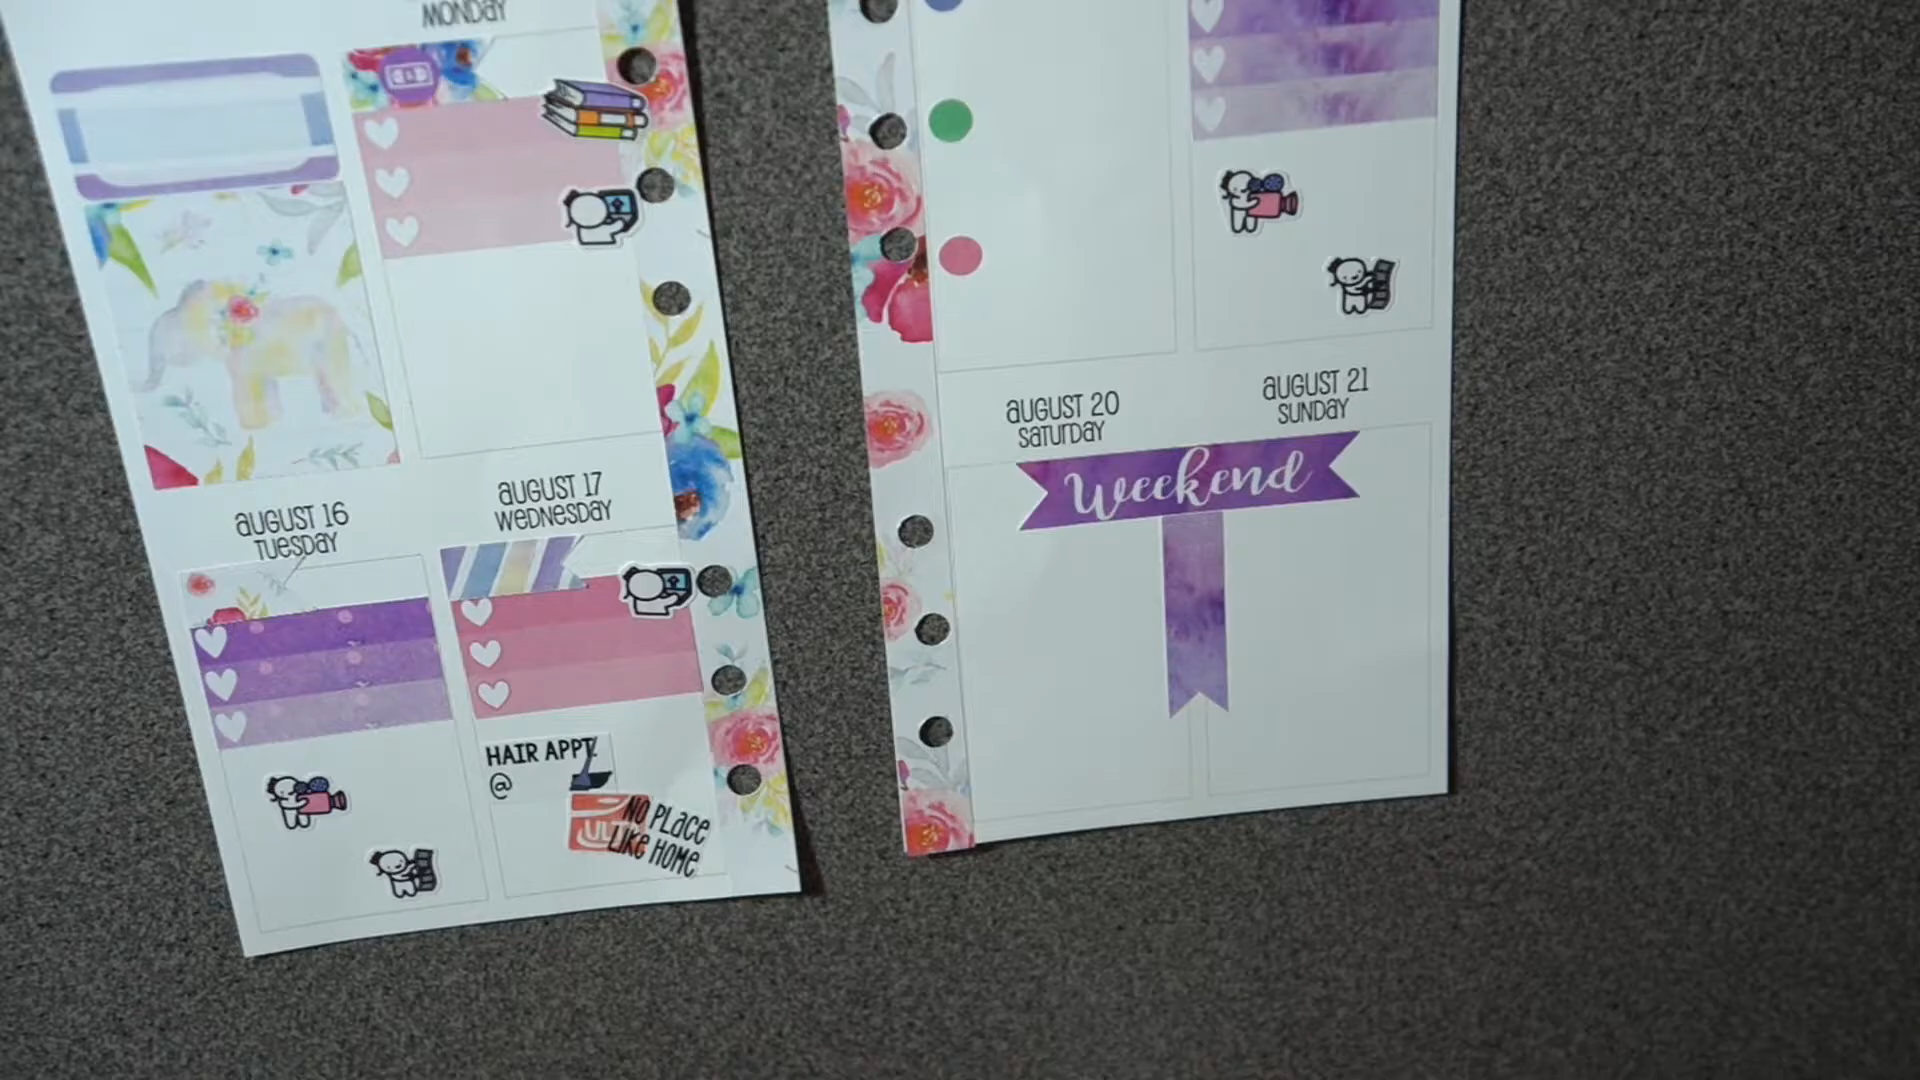 MONDAY
AUGUST 16
TUESDAY
AUGUST 17
WEDNESDAY
HAIR APPT.
@
ULTA
NO PLACE
LIKE HOME
AUGUST 20
SATURDAY
AUGUST 21
SUNDAY
Weekend